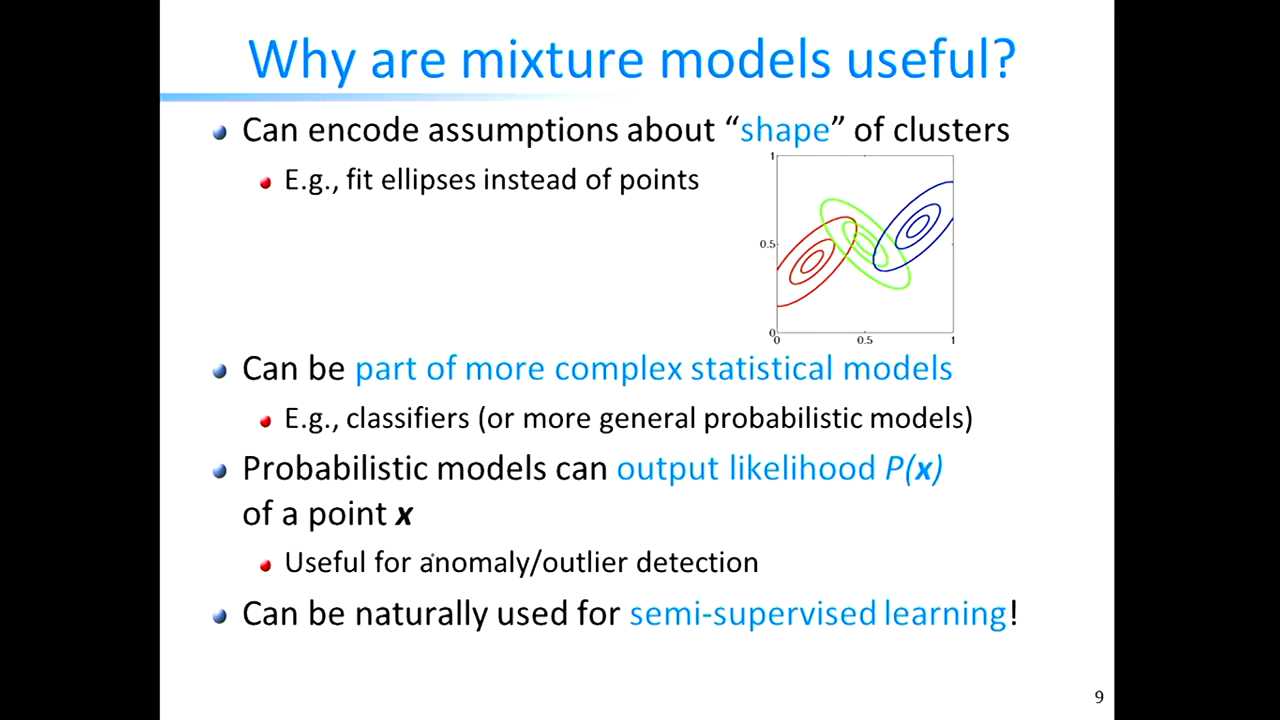 Why are mixture models useful?
Can encode assumptions about “shape” of clusters
E.g., fit ellipses instead of points
1
0.5
0
0
0.5
1
Can be part of more complex statistical models
E.g., classifiers (or more general probabilistic models)
Probabilistic models can output likelihood P(x)
of a point x
Useful for anomaly/outlier detection
Can be naturally used for semi-supervised learning!
9